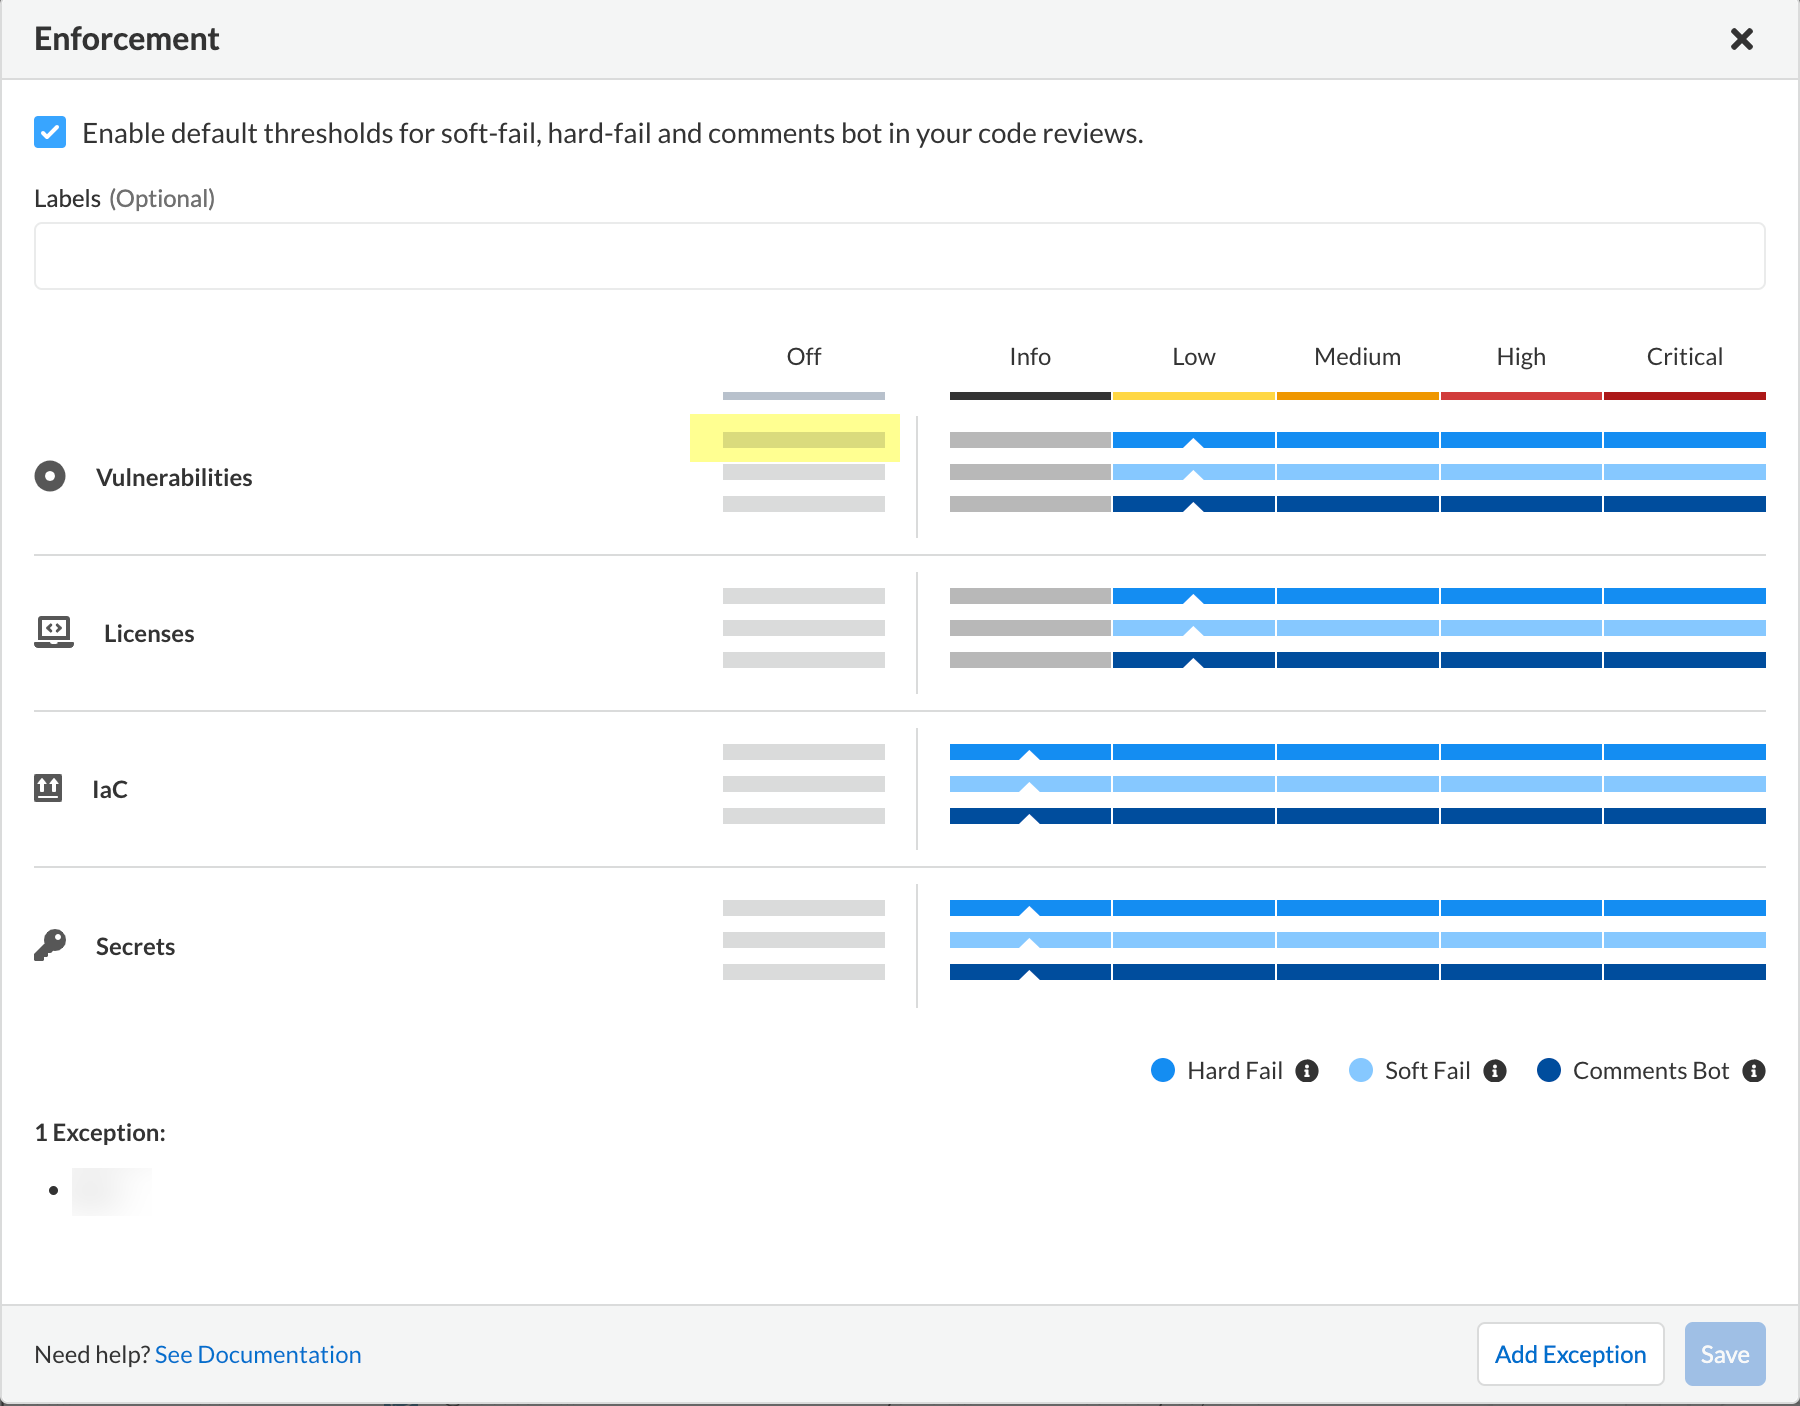 Enforcement
Enable default thresholds for soft-fail, hard-fail and comments bot in your code reviews.
Labels (Optional)
Off Info Low Medium High Critical
Vulnerabilities
Licenses
IaC
Secrets
Hard Fail Soft Fail Comments Bot
1 Exception:
Need help? See Documentation Add Exception Save